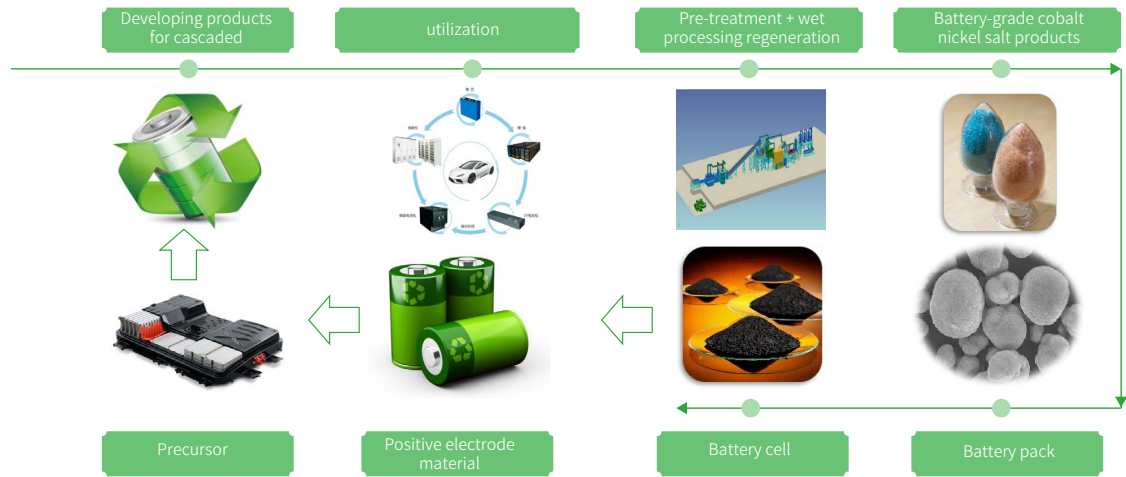 Developing products
for cascaded
utilization
Pre-treatment + wet
processing regeneration
Battery-grade cobalt
nickel salt products
Precursor
Positive electrode
material
Battery cell
Battery pack